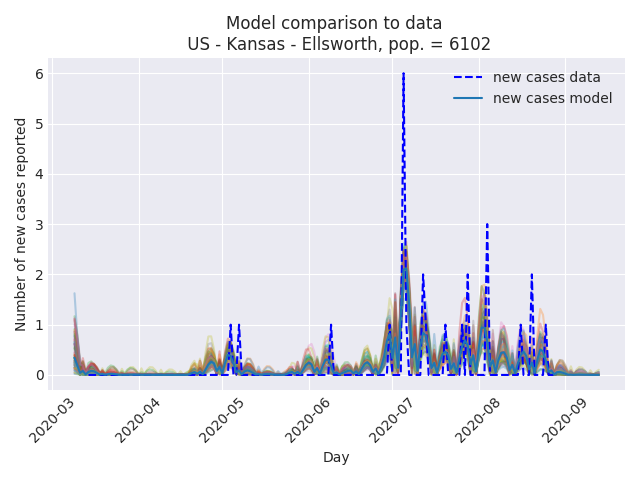 Model comparison to data
US - Kansas - Ellsworth, pop. = 6102
new cases data
new cases model
Number of new cases reported
6
5
4
3
2
1
0
2020-03
2020-04
2020-05
2020-06
2020-07
2020-08
2020-09
Day